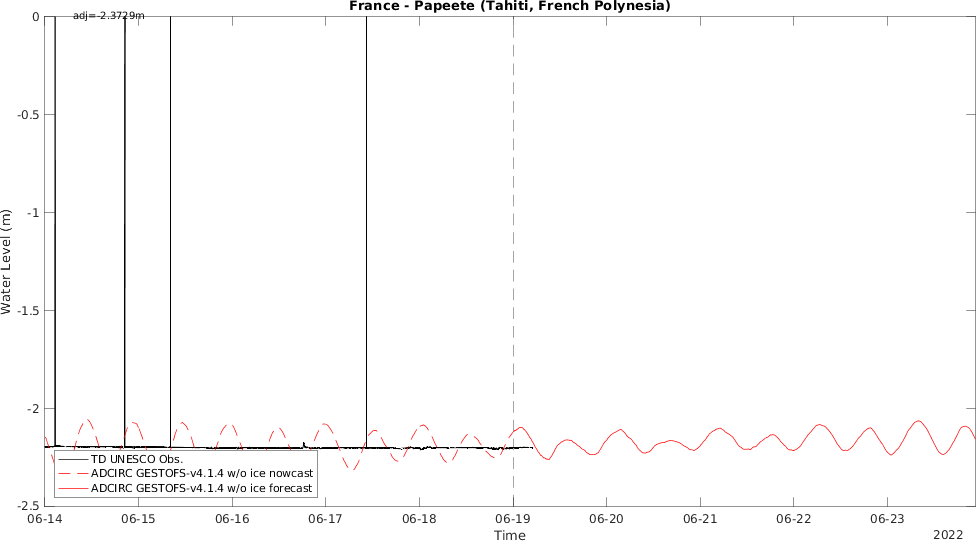 France - Papeete (Tahiti, French Polynesia)
adj=-2.3729m
0
-0.5
-1
-1.5
-2
-2.5
Water Level (m)
TD UNESCO Obs.
ADCIRC GESTOFS-v4.1.4 w/o ice nowcast
ADCIRC GESTOFS-v4.1.4 w/o ice forecast
06-14 06-15 06-16 06-17 06-18 06-19 06-20 06-21 06-22 06-23
Time
2022